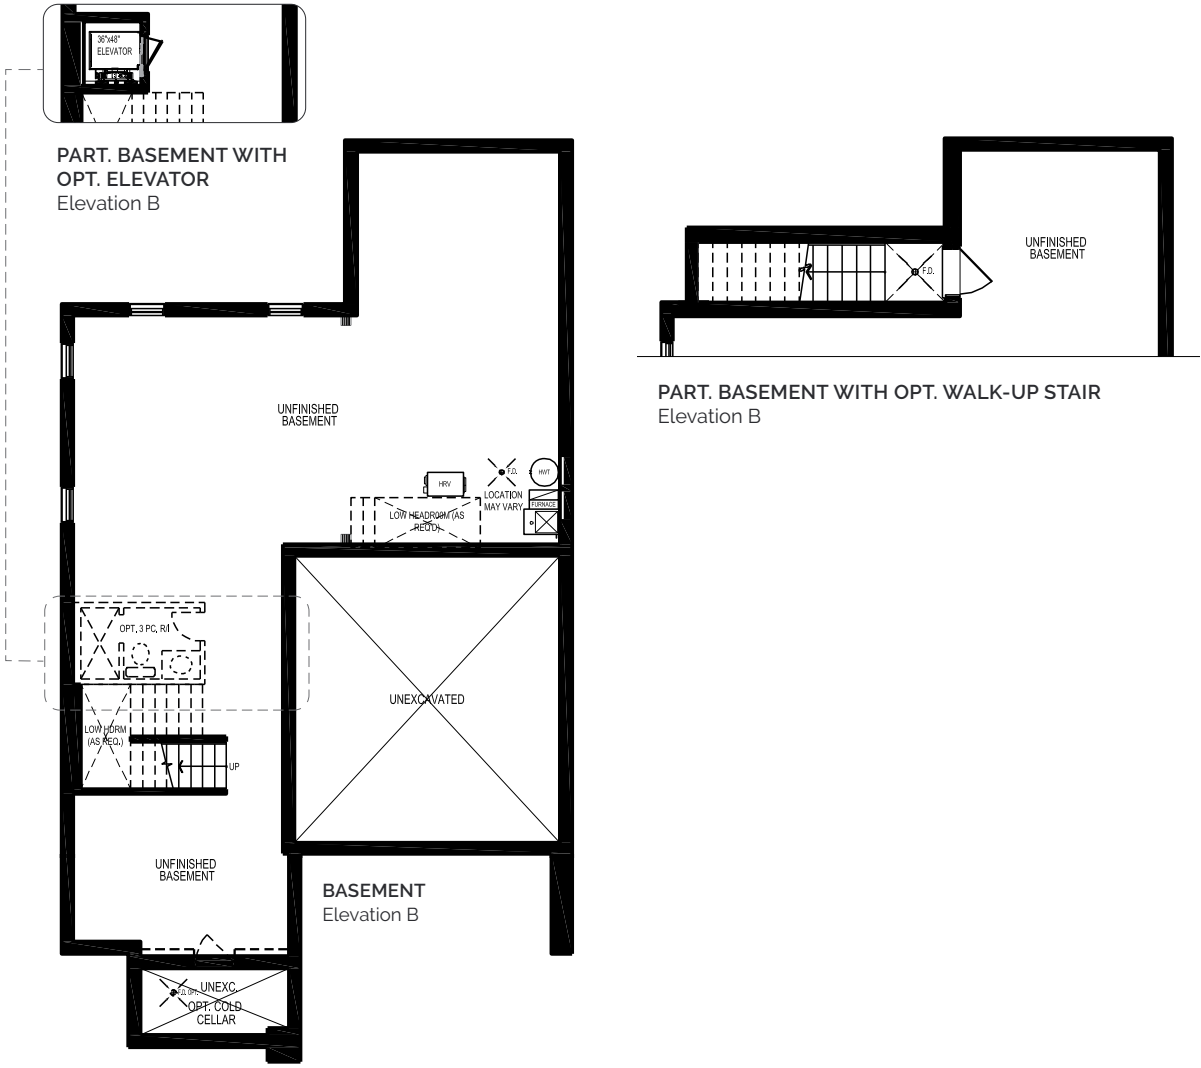 36"x48"
ELEVATOR
PART. BASEMENT WITH
OPT. ELEVATOR
Elevation B
UNFINISHED
BASEMENT
F.D.
PART. BASEMENT WITH OPT. WALK-UP STAIR
Elevation B
UNFINISHED
BASEMENT
HRV
F.D.
HWT
LOCATION
MAY VARY
FURNACE
LOW HEADROOM (AS
REQ'D)
OPT. 3 PC. R/I
UNEXCAVATED
LOW HDRM
(AS REQ.)
UP
UNFINISHED
BASEMENT
BASEMENT
Elevation B
F.D. OPT.
UNEXC.
OPT. COLD
CELLAR